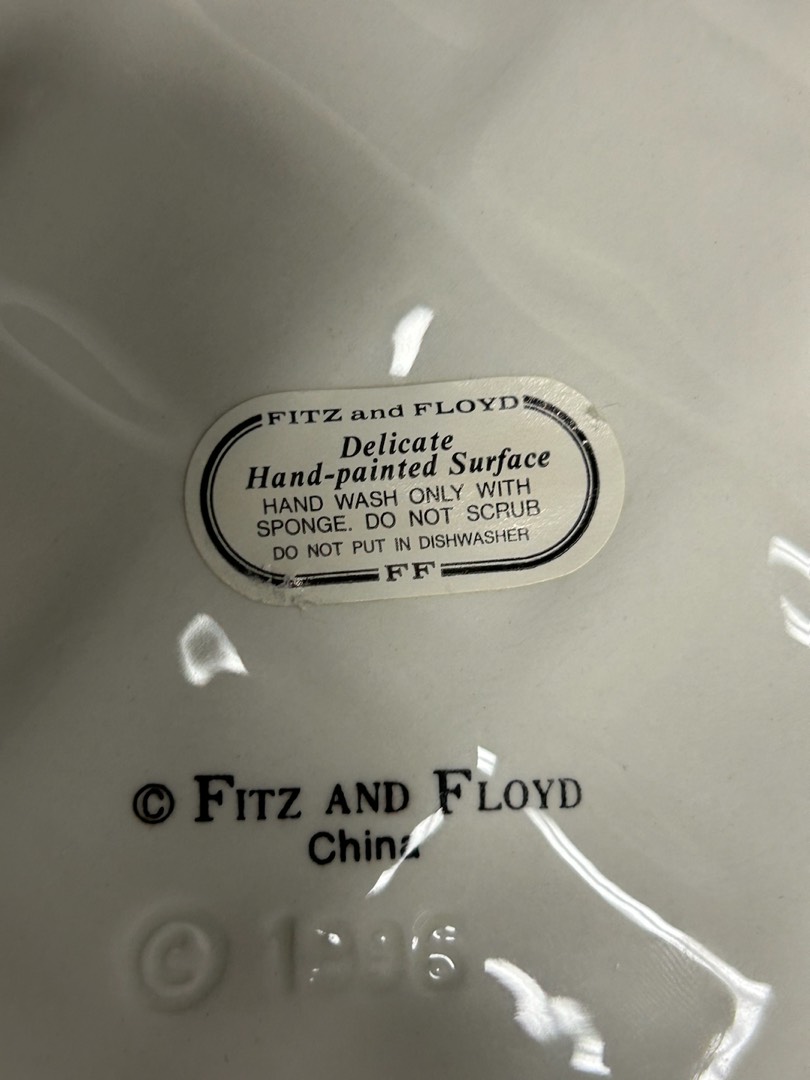 FITZ and FLOYD
Delicate
Hand-painted Surface
HAND WASH ONLY WITH
SPONGE. DO NOT SCRUB
DO NOT PUT IN DISHWASHER
FF
© FITZ AND FLOYD
China
© 1996